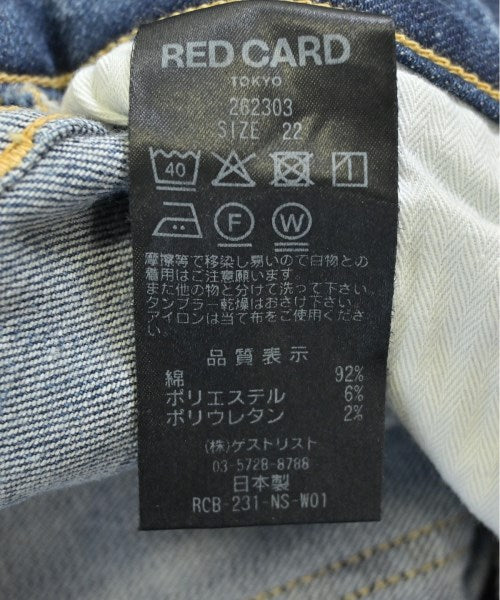 RED CARD
TOKYO
262303
SIZE 22
40
F W
摩擦等で移染し易いので白物との
着用はご注意ください。
また他の物と分けて洗って下さい。
タンブラー乾燥はおさけ下さい。
アイロンは当て布をご使用ください。
品質表示
綿 92%
ポリエステル 6%
ポリウレタン 2%
(株)ゲストリスト
03-5728-8788
日本製
RCB-231-NS-W01